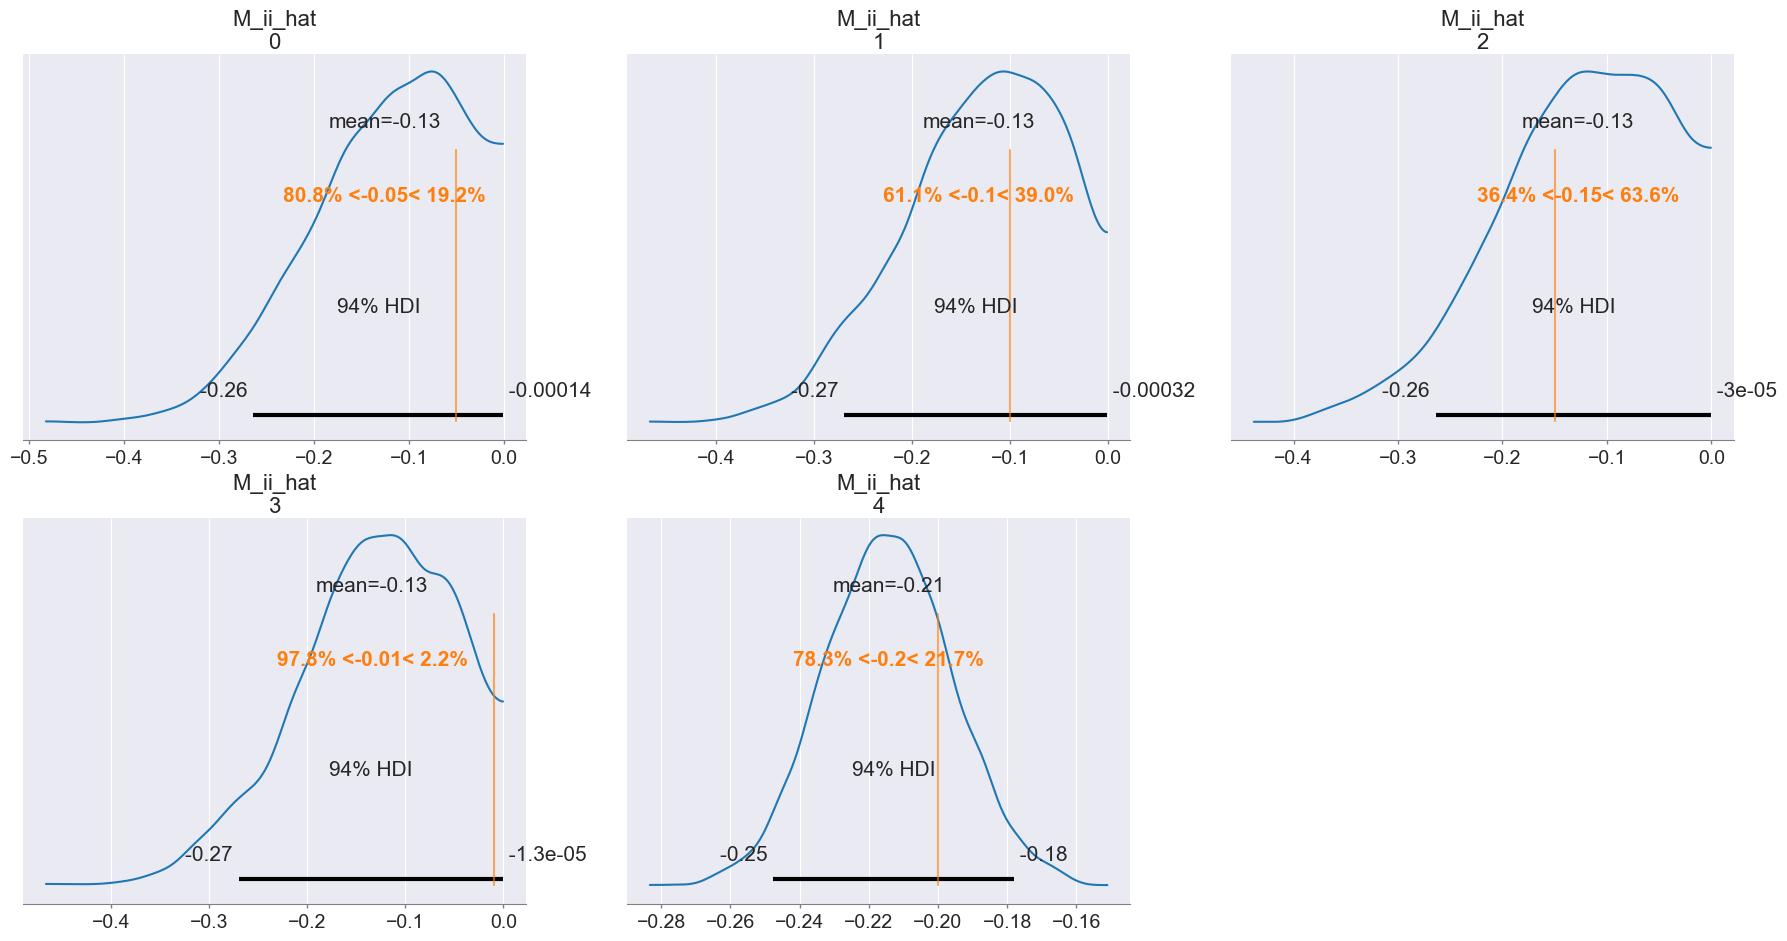 M_ii_hat
0
mean=-0.13
80.8% <-0.05< 19.2%
94% HDI
-0.26
-0.00014
−0.5 −0.4 −0.3 −0.2 −0.1 0.0
M_ii_hat
1
mean=-0.13
61.1% <-0.1< 39.0%
94% HDI
-0.27
-0.00032
−0.4 −0.3 −0.2 −0.1 0.0
M_ii_hat
2
mean=-0.13
36.4% <-0.15< 63.6%
94% HDI
-0.26
-3e-05
−0.4 −0.3 −0.2 −0.1 0.0
M_ii_hat
3
mean=-0.13
97.8% <-0.01< 2.2%
94% HDI
-0.27
-1.3e-05
−0.4 −0.3 −0.2 −0.1 0.0
M_ii_hat
4
mean=-0.21
78.3% <-0.2< 21.7%
94% HDI
-0.25
-0.18
−0.28 −0.26 −0.24 −0.22 −0.20 −0.18 −0.16